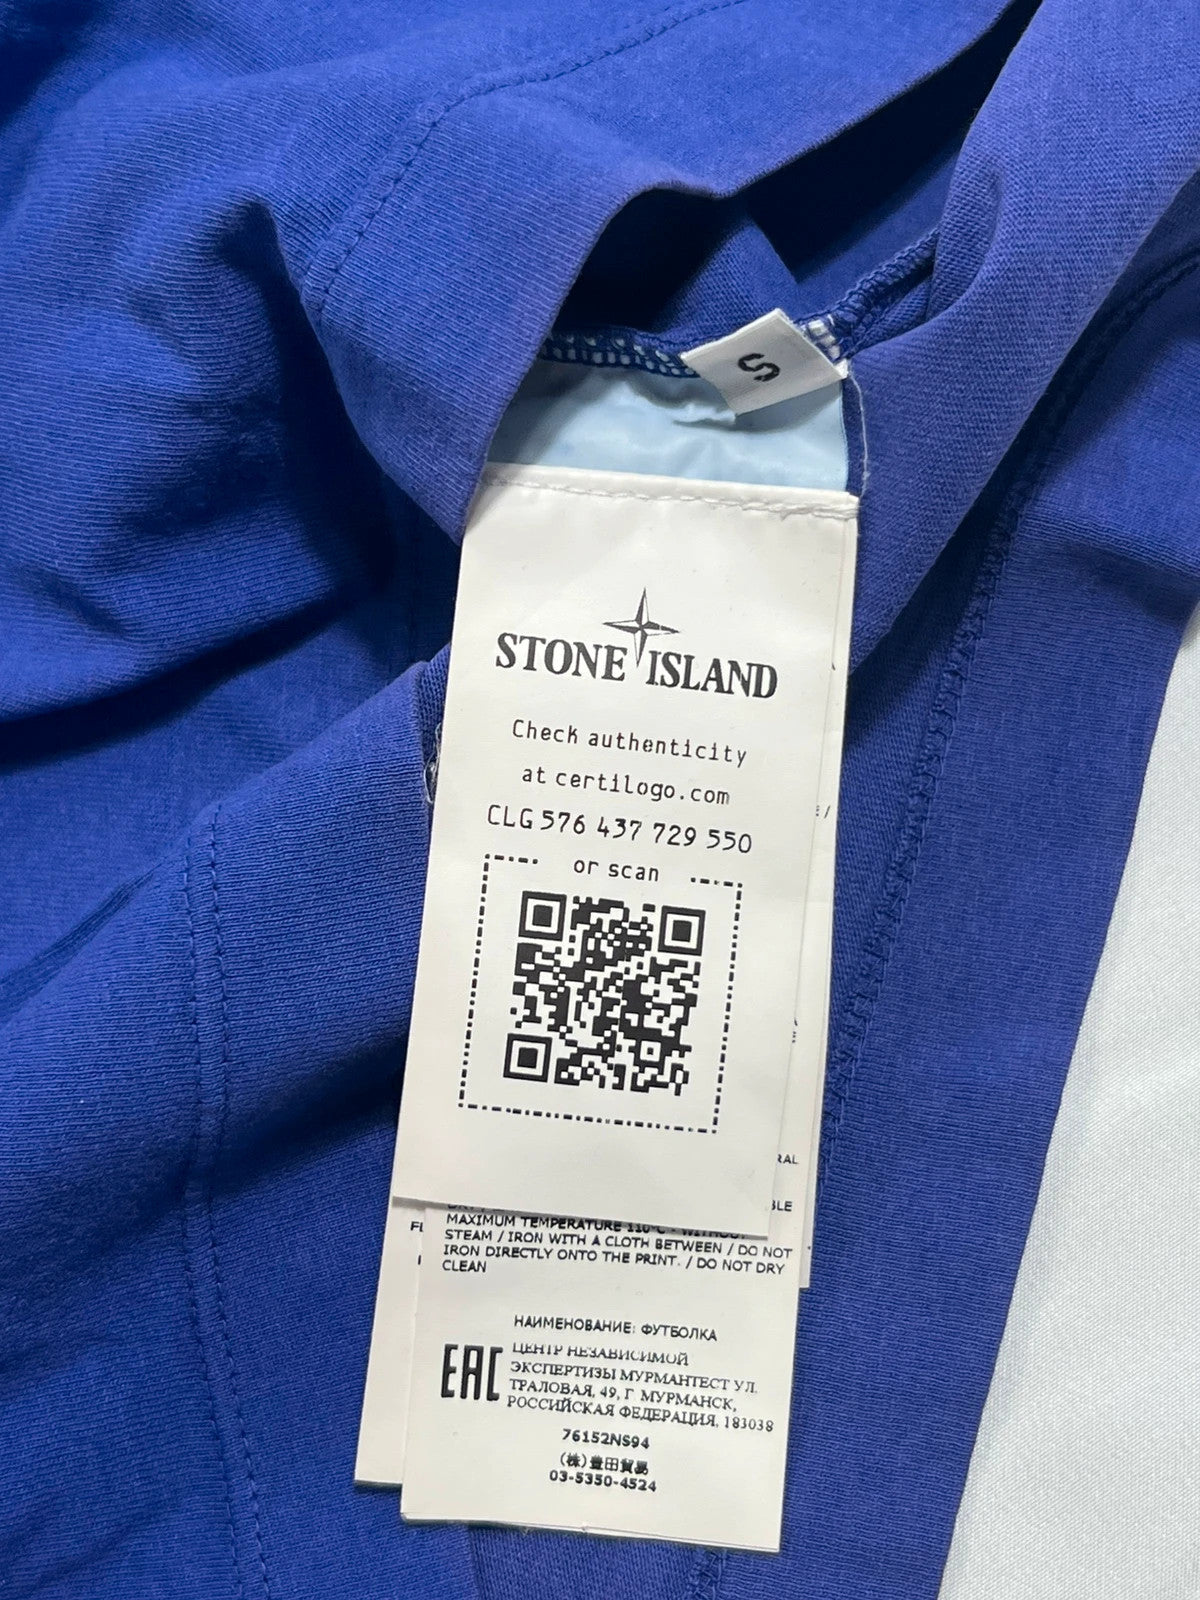 S
STONE ISLAND
Check authenticity
at certilogo.com
CLG 576 437 729 550
or scan
RAL
BLE
MAXIMUM TEMPERATURE 110°C - WITHOUT
STEAM / IRON WITH A CLOTH BETWEEN / DO NOT
IRON DIRECTLY ONTO THE PRINT. / DO NOT DRY
CLEAN
НАИМЕНОВАНИЕ: ФУТБОЛКА
EAC
ЦЕНТР НЕЗАВИСИМОЙ
ЭКСПЕРТИЗЫ МУРМАНТЕСТ УЛ.
ТРАЛОВАЯ, 49, Г. МУРМАНСК,
РОССИЙСКАЯ ФЕДЕРАЦИЯ, 183038
76152NS94
(株)豊田貿易
03-5350-4524